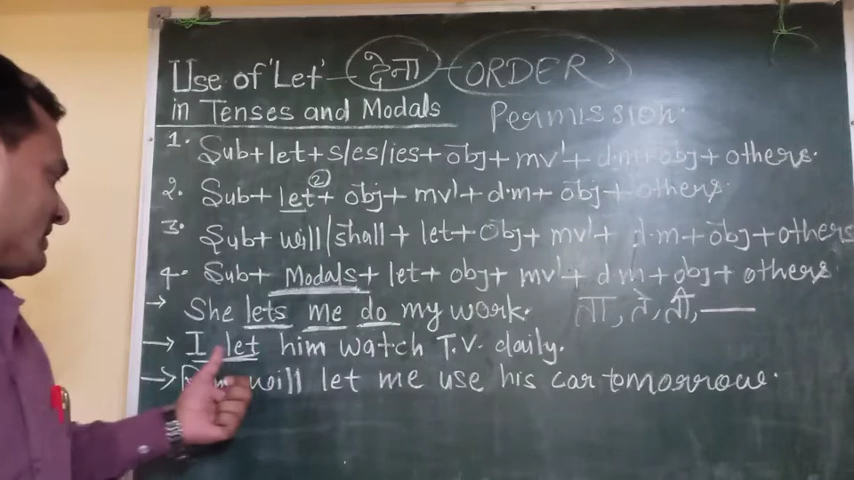 Use of 'Let' – देना – ORDER'
in Tenses and Modals Permission.
1. Sub+let+s/es/ies+obj+mv¹+d.m+obj+others.
2. Sub+let②+obj+mv¹+d.m+obj+others.
3. Sub+will/shall+let+obj+mv¹+d.m+obj+others
4. Sub+Modals+let+obj+mv¹+d.m+obj+others
→ She lets me do my work. ता, ते, ती, —
→ I let him watch T.V. daily.
→ will let me use his car tomorrow.